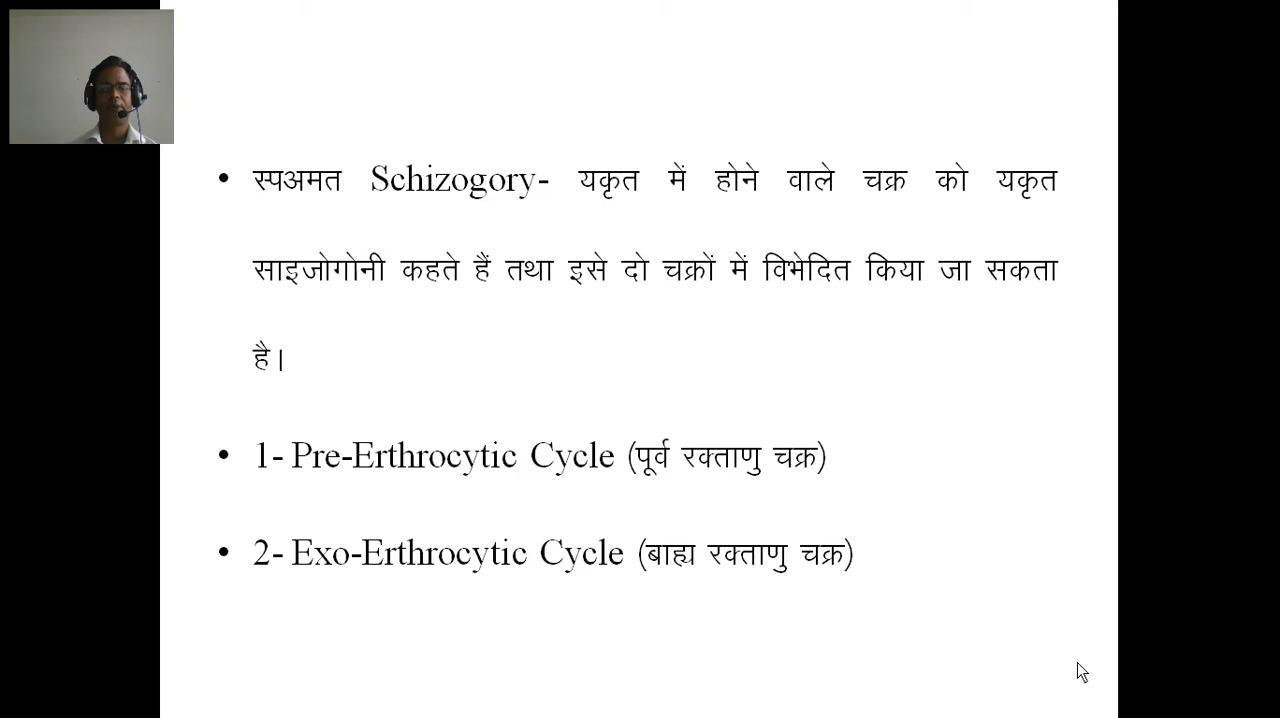 • स्पअमत Schizogory- यकृत में होने वाले चक्र को यकृत
साइजोगोनी कहते हैं तथा इसे दो चक्रों में विभेदित किया जा सकता
है।
• 1- Pre-Erthrocytic Cycle (पूर्व रक्ताणु चक्र)
• 2- Exo-Erthrocytic Cycle (बाह्य रक्ताणु चक्र)